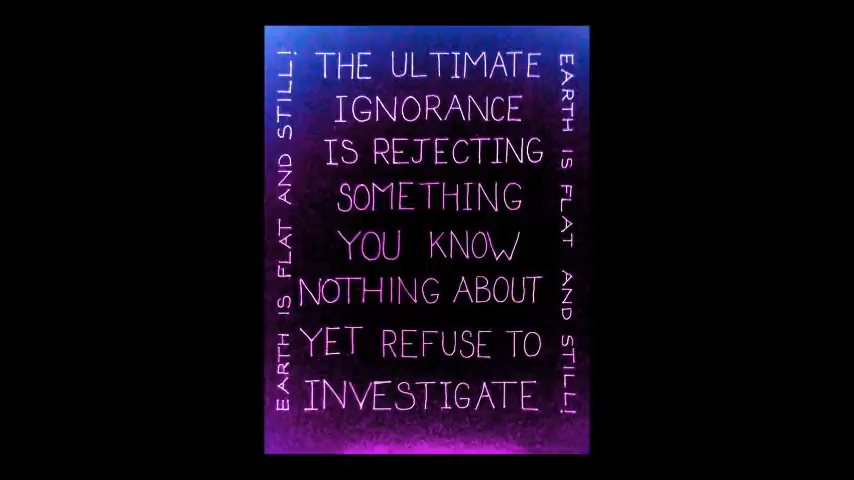 EARTH IS FLAT AND STILL!
THE ULTIMATE
IGNORANCE
IS REJECTING
SOMETHING
YOU KNOW
NOTHING ABOUT
YET REFUSE TO
INVESTIGATE
EARTH IS FLAT AND STILL!